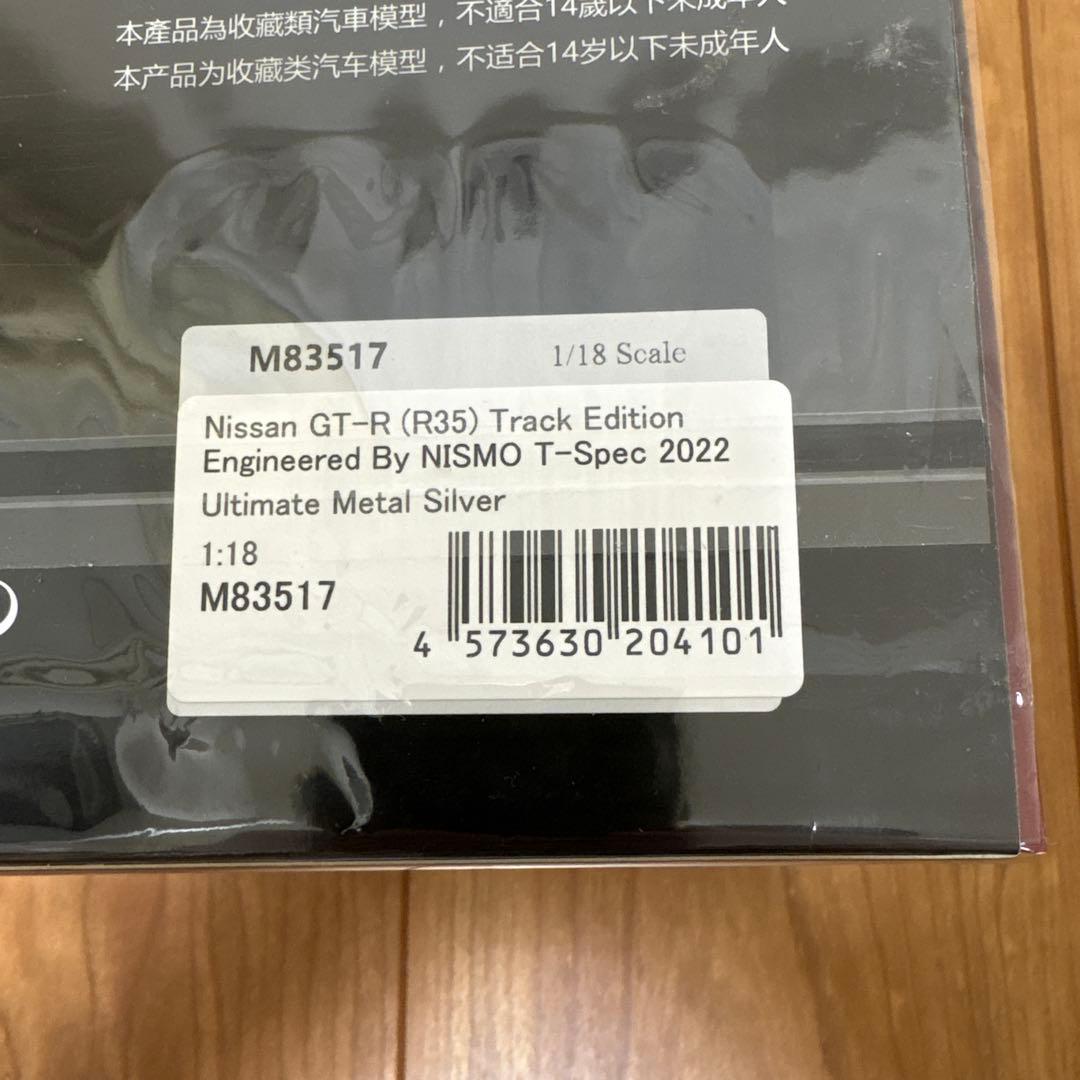 本產品為收藏類汽車模型，不適合14歲以下未成年人
本产品为收藏类汽车模型，不适合14岁以下未成年人
M83517 1/18 Scale
Nissan GT-R (R35) Track Edition
Engineered By NISMO T-Spec 2022
Ultimate Metal Silver
1:18
M83517
4 573630 204101